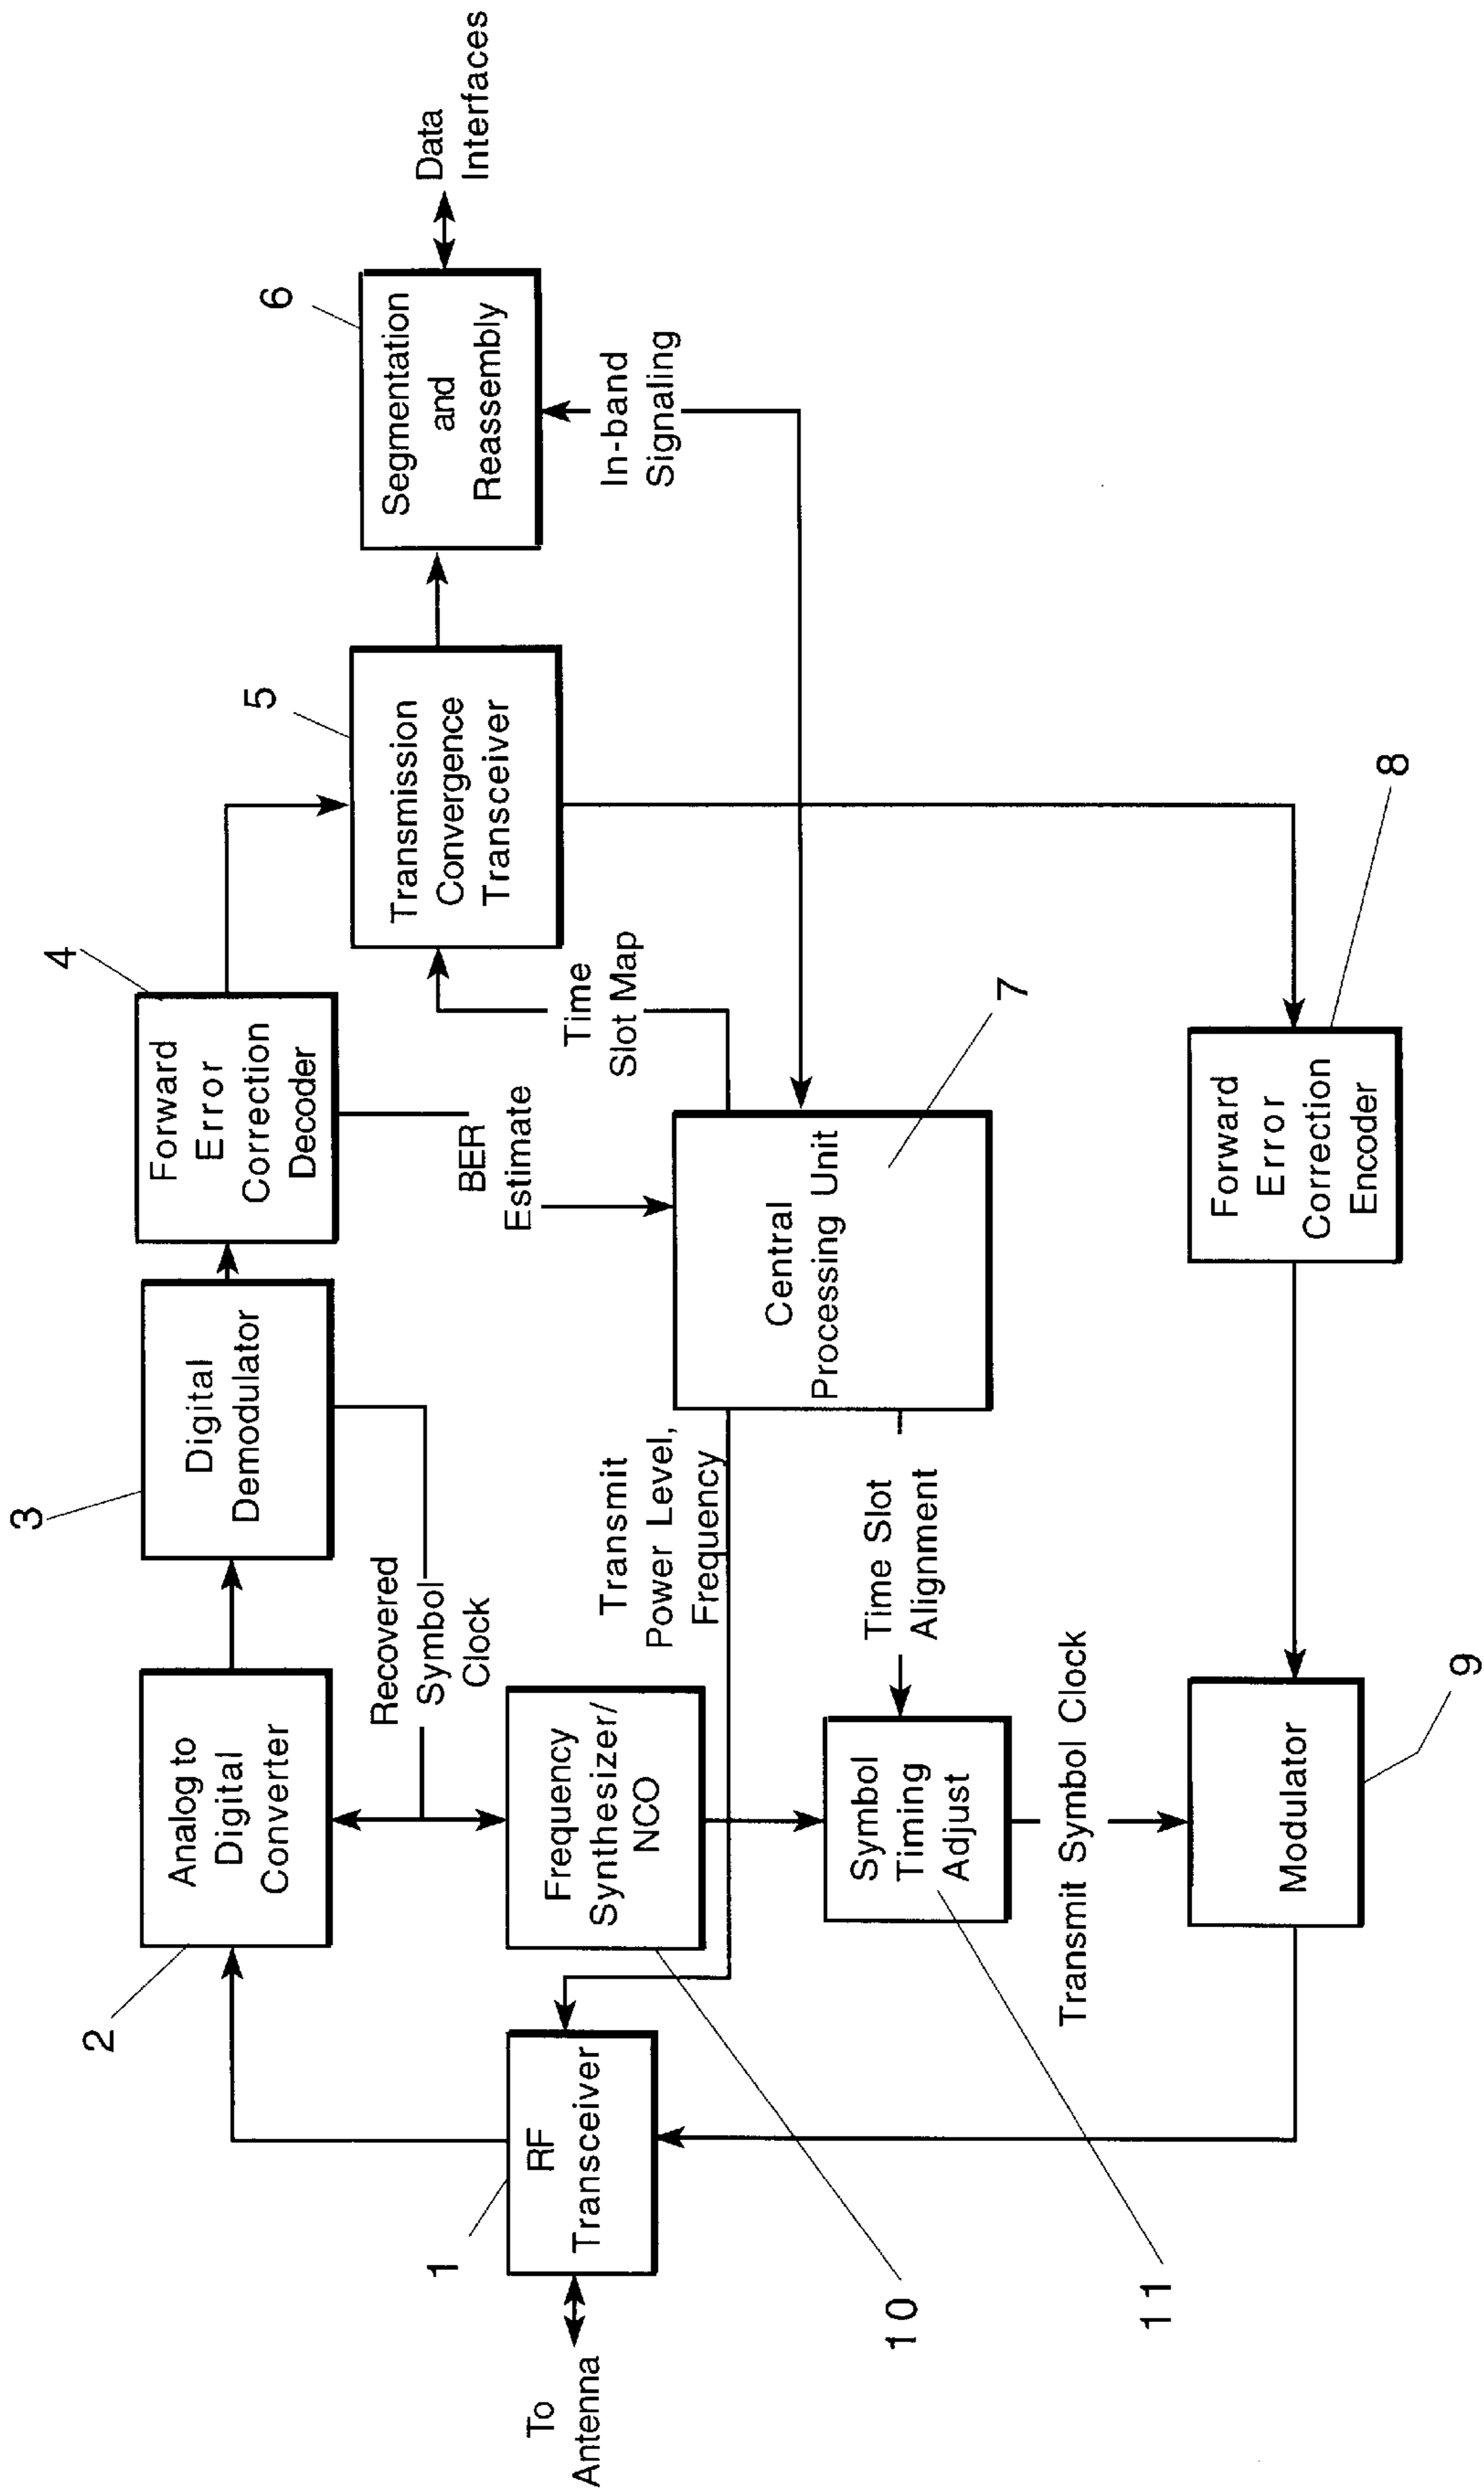 4
Forward
Error
Correction
Decoder
3
Digital
Demodulator
2
Analog to
Digital
Converter
6
Segmentation
and
Reassembly
Data
Interfaces
5
Transmission
Convergence
Transceiver
1
RF
Transceiver
To
Antenna
Recovered
Symbol
Clock
Frequency
Synthesizer/
NCO
10
BER
Estimate
Time
Slot Map
In-band
Signaling
Transmit
Power Level,
Frequency
Central
Processing Unit
7
Time Slot
Alignment
Symbol
Timing
Adjust
11
Transmit Symbol Clock
Modulator
9
Forward
Error
Correction
Encoder
8